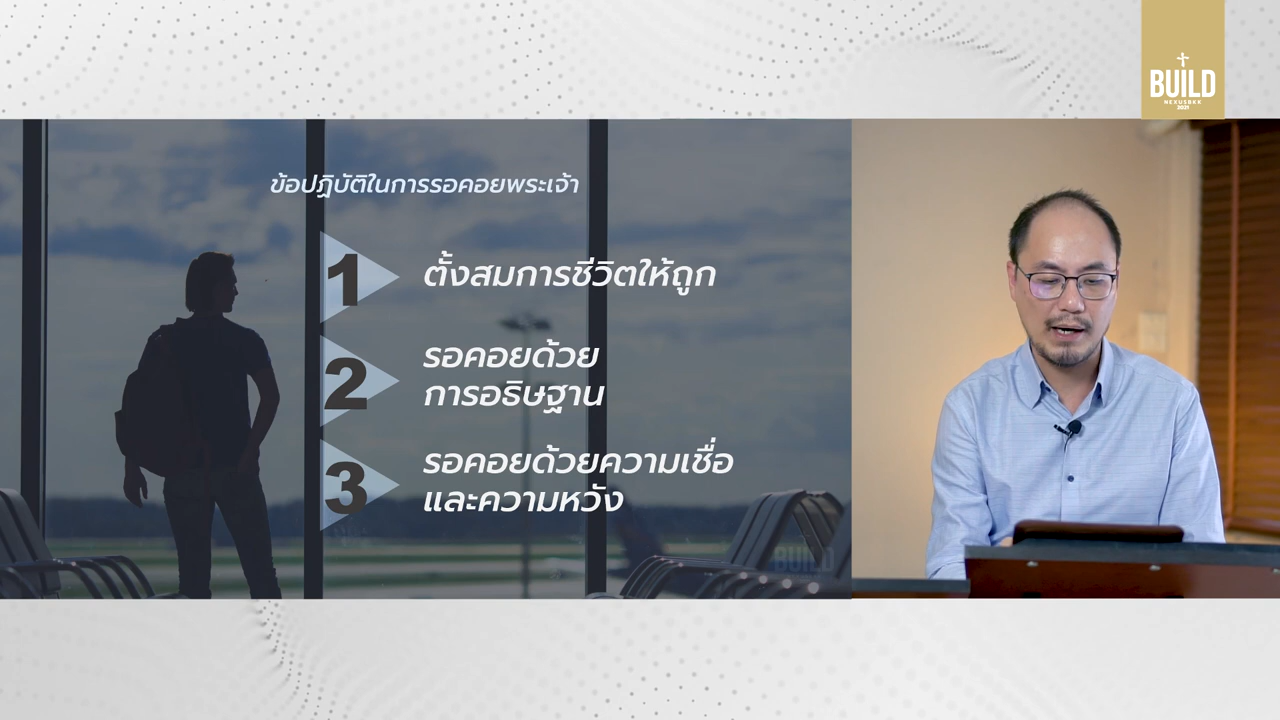 BUILD
NEXUSBKK
2021
ข้อปฏิบัติในการรอคอยพระเจ้า
1
ตั้งสมการชีวิตให้ถูก
2
รอคอยด้วย
การอธิษฐาน
3
รอคอยด้วยความเชื่อ
และความหวัง
BUILD